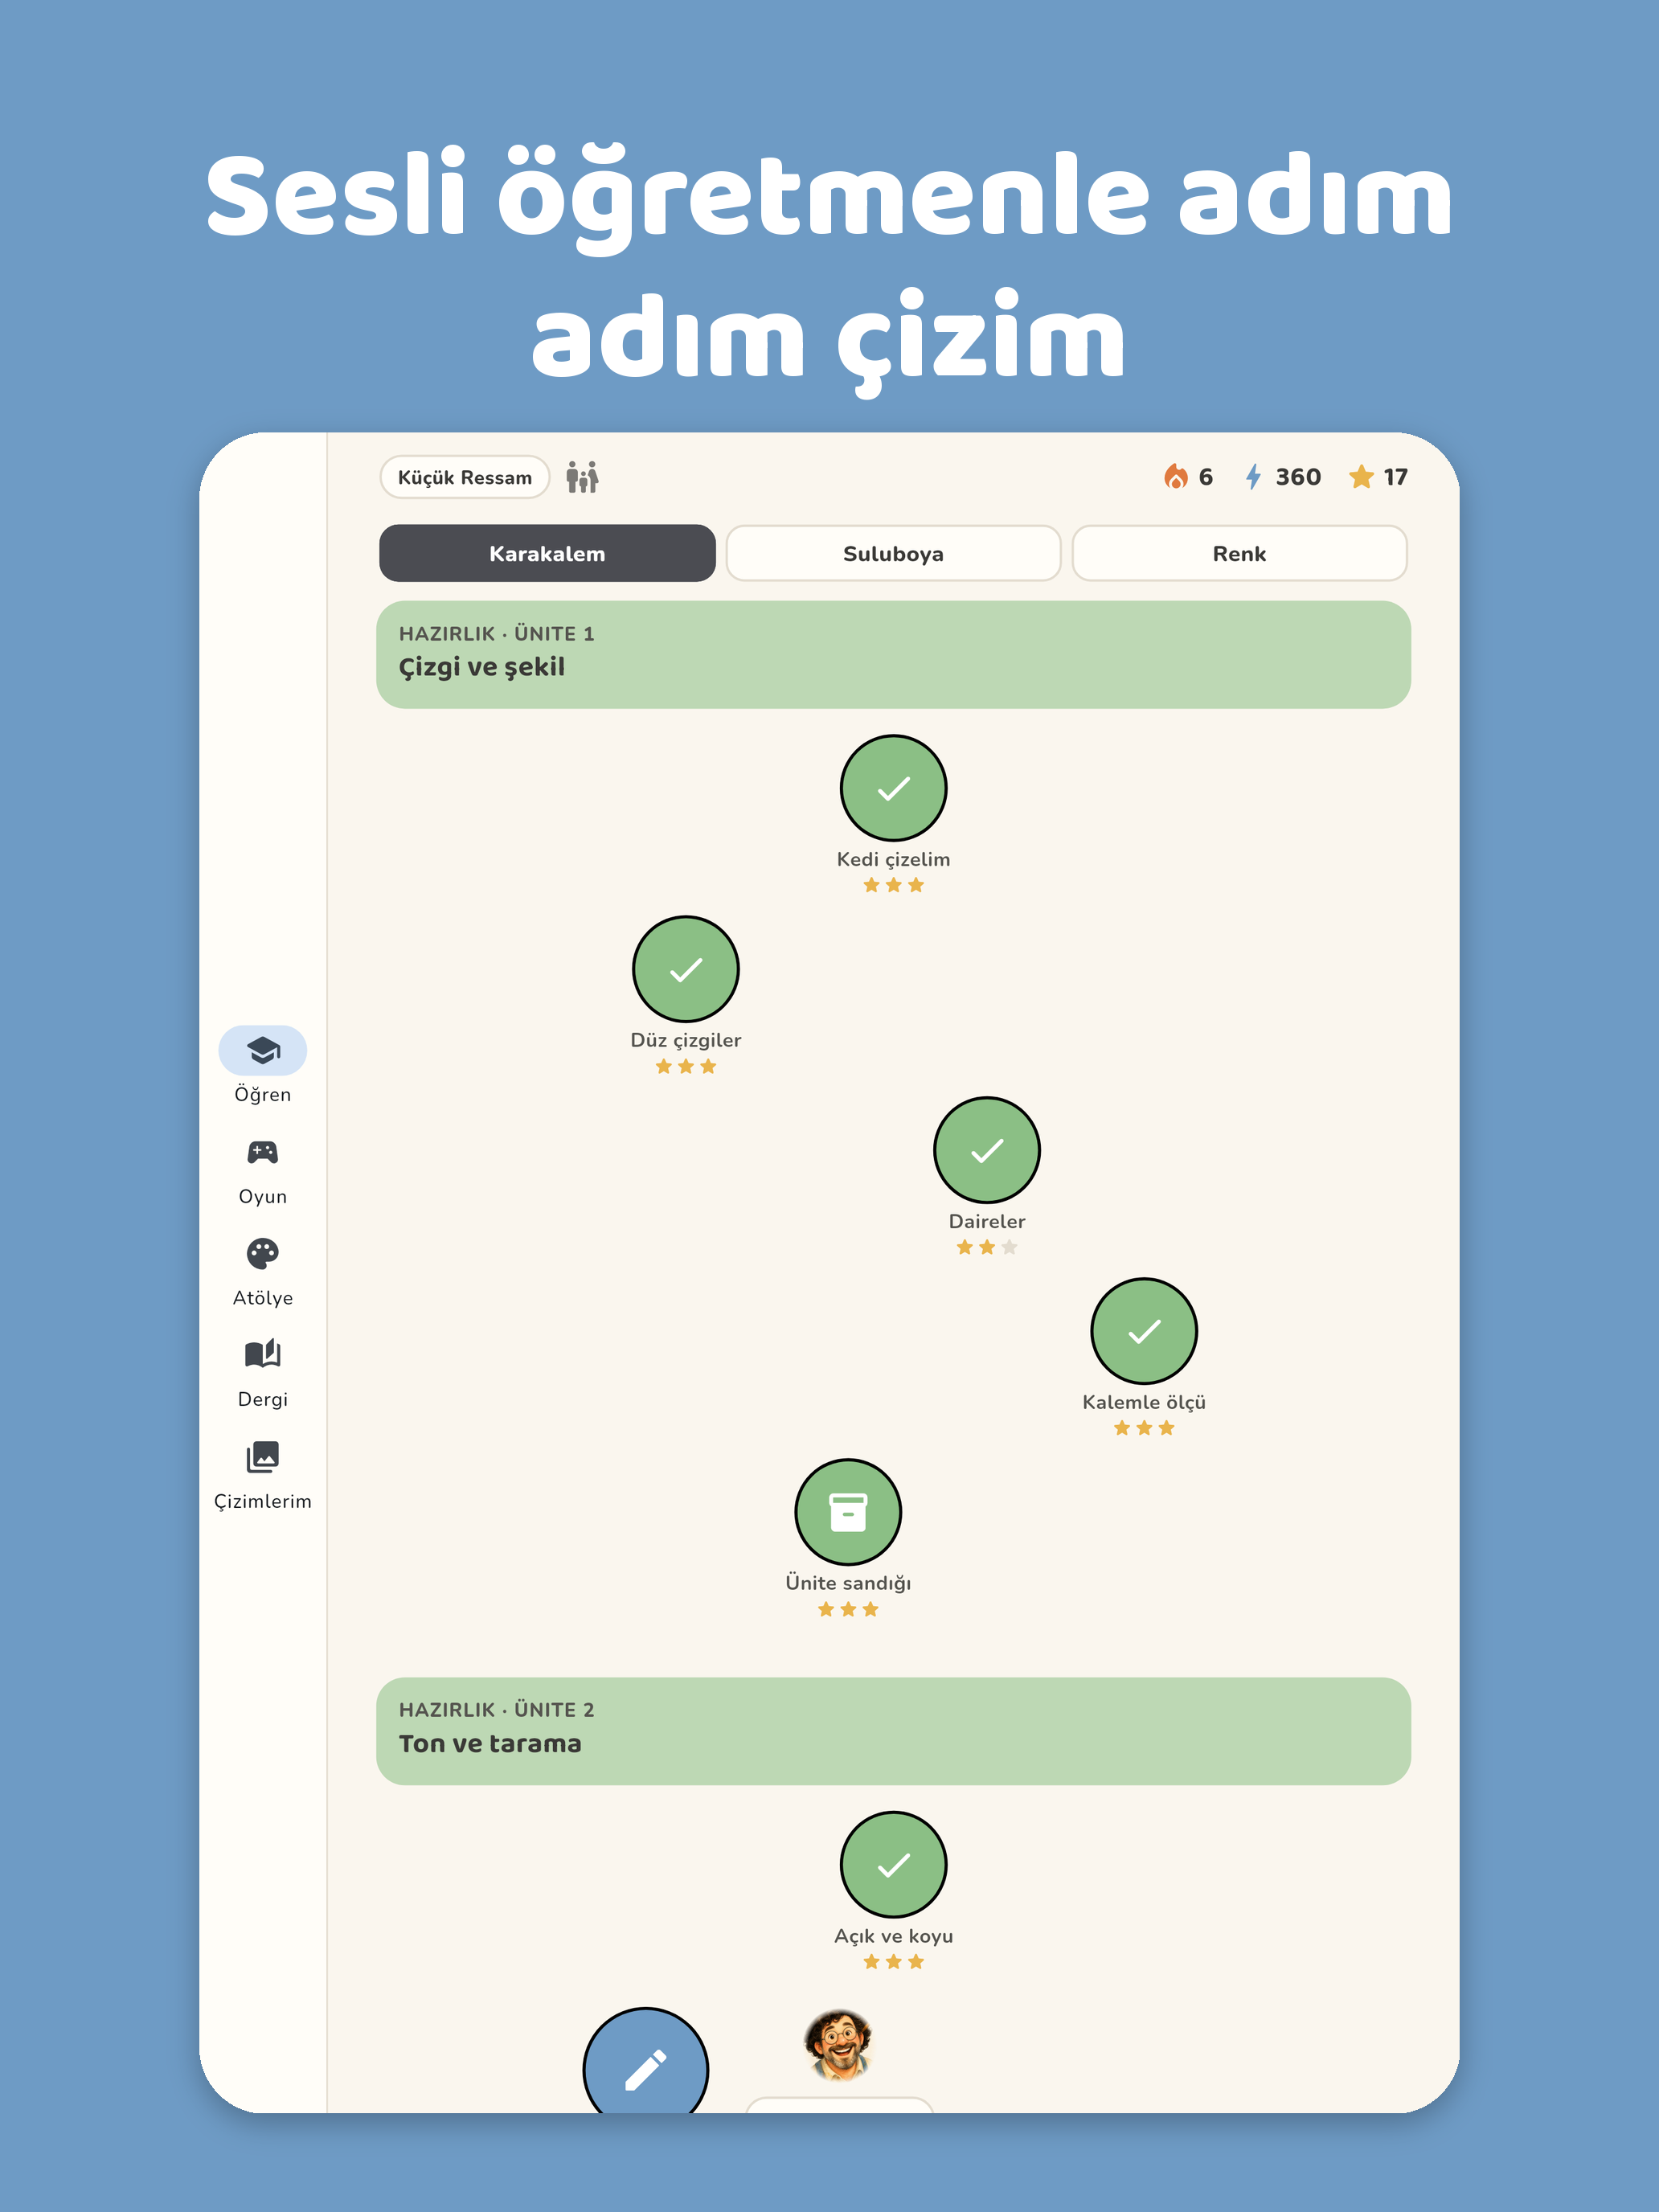 Sesli öğretmenle adım
adım çizim
Küçük Ressam
6
360
17
Karakalem
Suluboya
Renk
HAZIRLIK · ÜNITE 1
Çizgi ve şekil
Kedi çizelim
Düz çizgiler
Öğren
Oyun
Daireler
Atölye
Kalemle ölçü
Dergi
Çizimlerim
Ünite sandığı
HAZIRLIK · ÜNITE 2
Ton ve tarama
Açık ve koyu